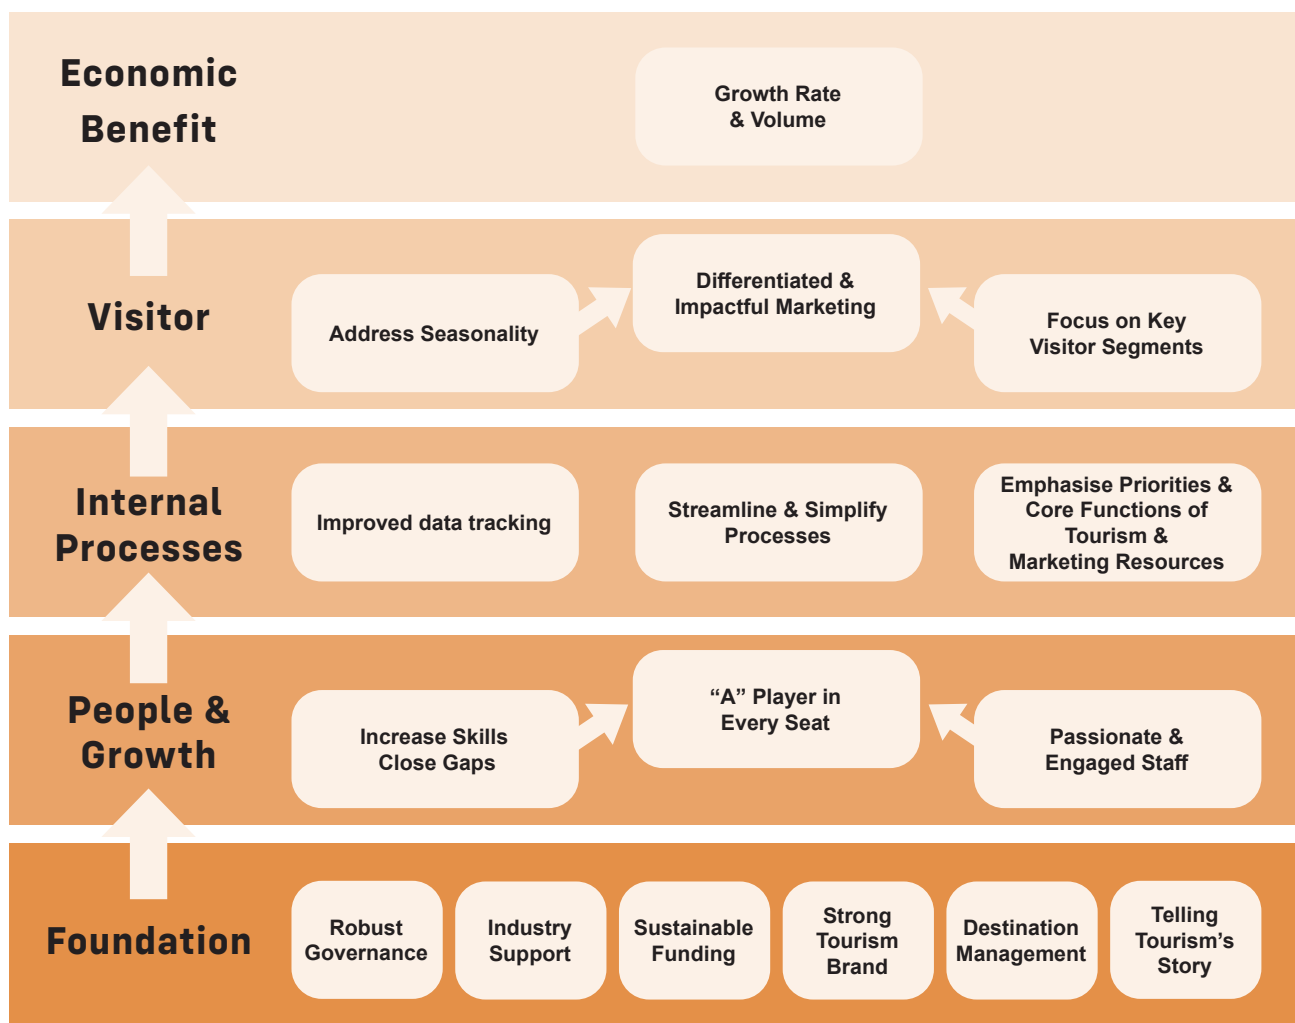 Economic
Benefit
Growth Rate
& Volume
Visitor
Address Seasonality
Differentiated &
Impactful Marketing
Focus on Key
Visitor Segments
Internal
Processes
Improved data tracking
Streamline & Simplify
Processes
Emphasise Priorities &
Core Functions of
Tourism &
Marketing Resources
People &
Growth
Increase Skills
Close Gaps
“A” Player in
Every Seat
Passionate &
Engaged Staff
Foundation
Robust
Governance
Industry
Support
Sustainable
Funding
Strong
Tourism
Brand
Destination
Management
Telling
Tourism’s
Story